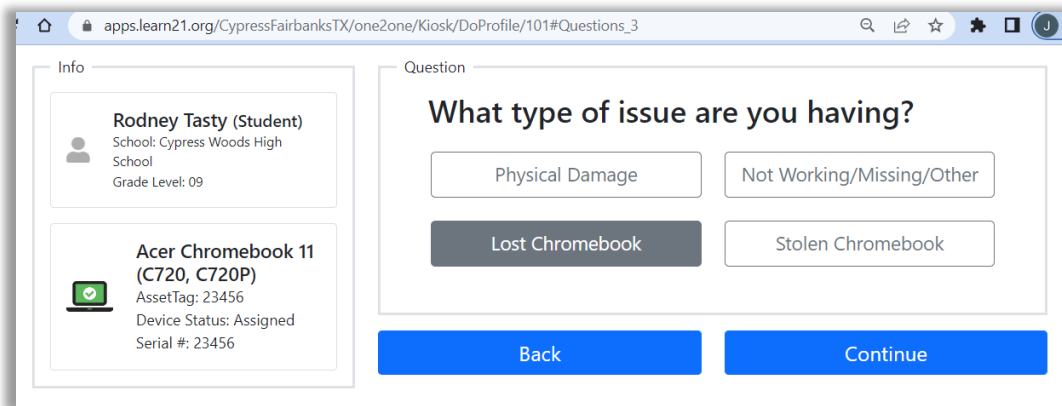 apps.learn21.org/CypressFairbanksTX/one2one/Kiosk/DoProfile/101#Questions_3
J
Info
Rodney Tasty (Student)
School: Cypress Woods High
School
Grade Level: 09
Acer Chromebook 11
(C720, C720P)
AssetTag: 23456
Device Status: Assigned
Serial #: 23456
Question
What type of issue are you having?
Physical Damage
Not Working/Missing/Other
Lost Chromebook
Stolen Chromebook
Back
Continue